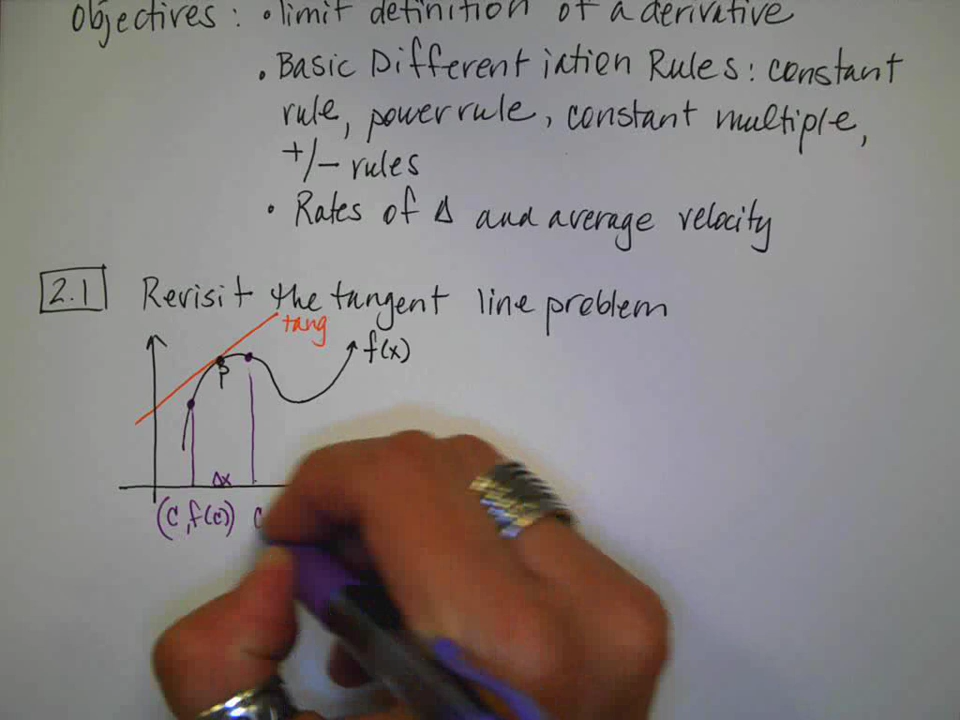 objectives: • limit definition of a derivative
• Basic Different iation Rules: constant
rule, power rule, constant multiple,
+/- rules
• Rates of Δ and average velocity
2.1 Revisit the tangent line problem
tang
f(x)
P
Δx
(c, f(c)) c